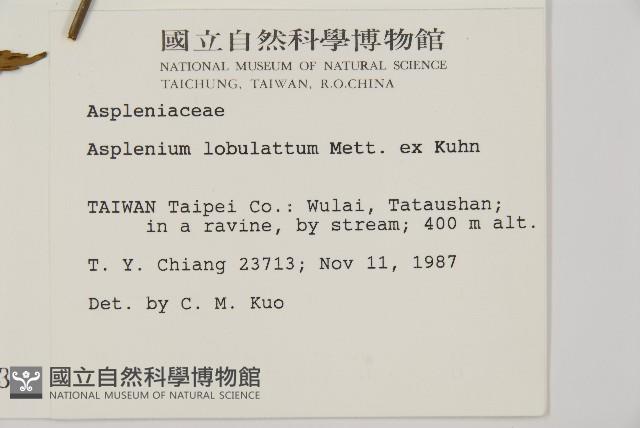 國立自然科學博物館
NATIONAL MUSEUM OF NATURAL SCIENCE
TAICHUNG, TAIWAN, R.O.CHINA
Aspleniaceae
Asplenium lobulattum Mett. ex Kuhn
TAIWAN Taipei Co.: Wulai, Tataushan;
in a ravine, by stream; 400 m alt.
T. Y. Chiang 23713; Nov 11, 1987
Det. by C. M. Kuo
國立自然科學博物館
NATIONAL MUSEUM OF NATURAL SCIENCE